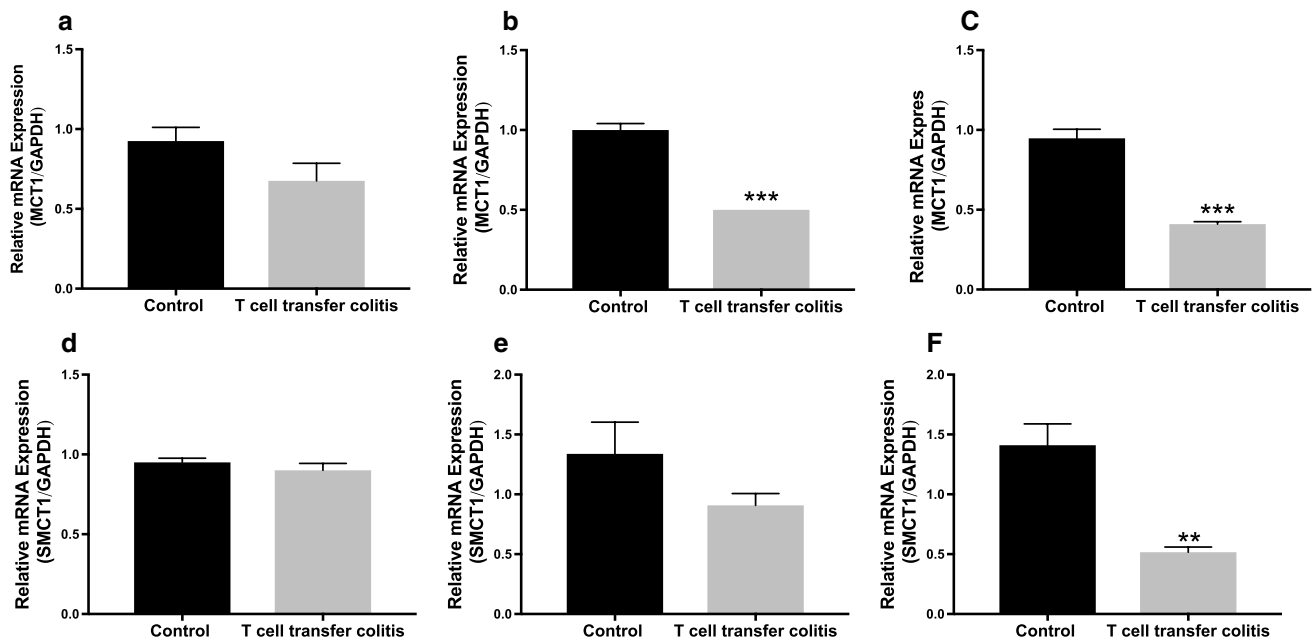 a
Relative mRNA Expression
(MCT1/GAPDH)
1.5
1.0
0.5
0.0
Control
T cell transfer colitis
b
Relative mRNA Expression
(MCT1/GAPDH)
1.5
1.0
0.5
0.0
***
Control
T cell transfer colitis
C
Relative mRNA Expres
(MCT1/GAPDH)
1.5
1.0
0.5
0.0
***
Control
T cell transfer colitis
d
Relative mRNA Expression
(SMCT1/GAPDH)
1.5
1.0
0.5
0.0
Control
T cell transfer colitis
e
Relative mRNA Expression
(SMCT1/GAPDH)
2.0
1.5
1.0
0.5
0.0
Control
T cell transfer colitis
F
Relative mRNA Expression
(SMCT1/GAPDH)
2.0
1.5
1.0
0.5
0.0
**
Control
T cell transfer colitis